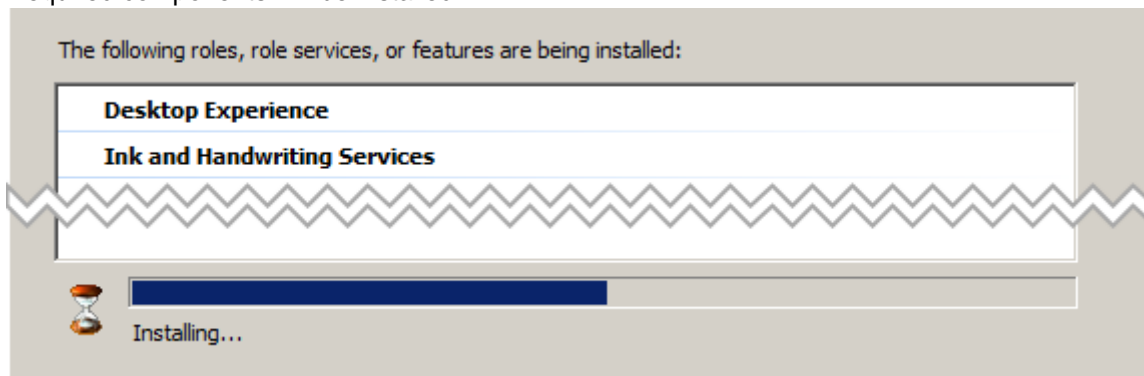 The following roles, role services, or features are being installed:
Desktop Experience
Ink and Handwriting Services
Installing...